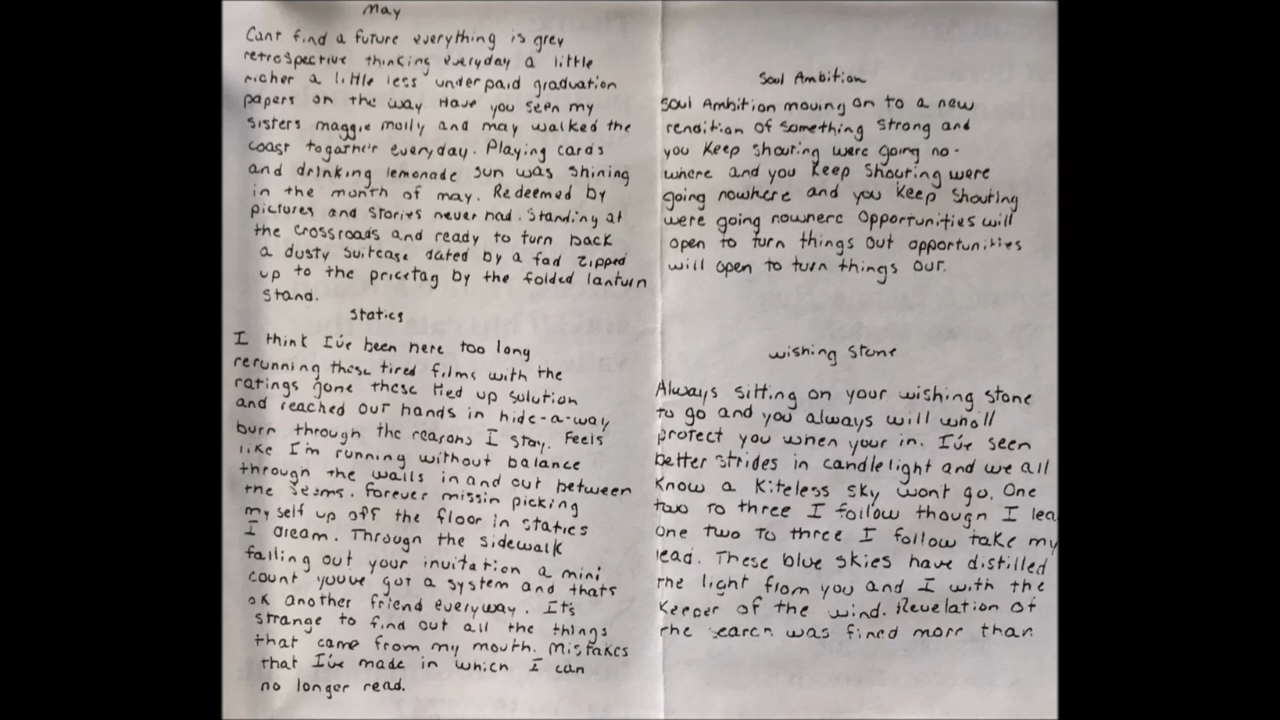 May
Cant find a future everything is grey
retrospective thinking everyday a little
richer a little less underpaid graduation
papers on the way Have you seen my
sisters maggie molly and may walked the
coast togather everyday. Playing cards
and drinking lemonade sun was shining
in the month of may. Redeemed by
pictures and stories never had. Standing at
the crossroads and ready to turn back
a dusty suitcase dated by a fad zipped
up to the pricetag by the folded lanturn
stand.
Statics
I think I've been here too long
rerunning these tired films with the
ratings gone these tied up solution
and reached out hands in hide-a-way
burn through the reasons I stay. Feels
like I'm running without balance
through the walls in and out between
the seams. forever missin picking
my self up off the floor in statics
I dream. Through the sidewalk
falling out your invitation a mini
count youve got a system and thats
ok another friend everyway. It's
strange to find out all the things
that came from my mouth. Mistakes
that I've made in which I can
no longer read.
Soul Ambition
Soul Ambition moving on to a new
rendition of something strong and
you keep shouting were going no-
where and you keep shouting were
going nowhere and you keep shouting
were going nowhere opportunities will
open to turn things out opportunities
will open to turn things out.
wishing stone
Always sitting on your wishing stone
to go and you always will
protect you when your in. I've seen
better strides in candlelight and we all
know a kiteless sky wont go. One
two to three I follow though I lea
one two to three I follow take my
lead. These blue skies have distilled
the light from you and I with the
keeper of the wind. Revelation of
the search was fined more than